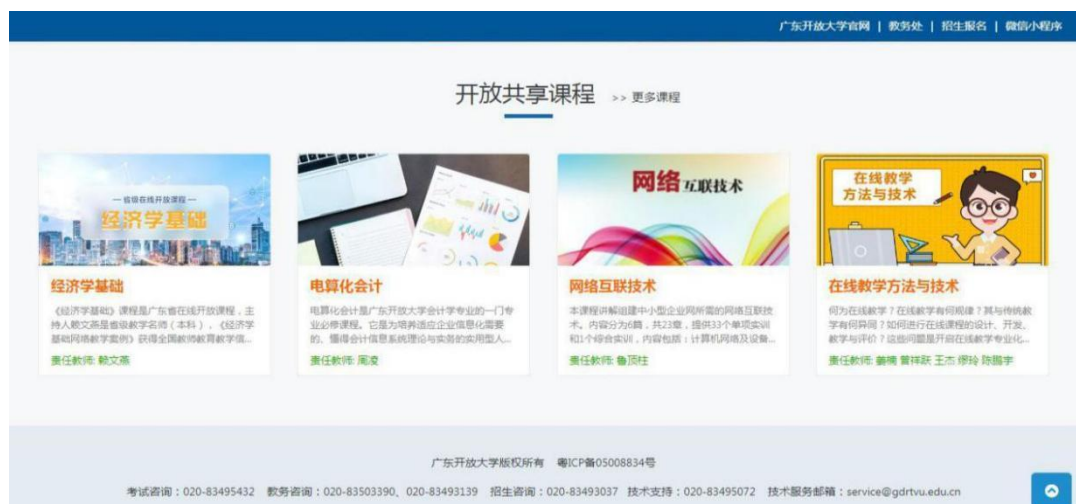 广东开放大学官网 | 教务处 | 招生报名 | 微信小程序
开放共享课程 >> 更多课程
— 省级在线开放课程 —
经济学基础
网络互联技术
在线教学
方法与技术
经济学基础
《经济学基础》课程是广东省在线开放课程，主
持人赖文燕是省级教学名师（本科），《经济学
基础网络教学案例》获得全国教师教育教学信...
责任教师: 赖文燕
电算化会计
电算化会计是广东开放大学会计学专业的一门专
业必修课程。它是为培养适应企业信息化需要
的、懂得会计信息系统理论与实务的实用型人...
责任教师: 周凌
网络互联技术
本课程讲解组建中小型企业网所需的网络互联技
术。内容分为6篇，共23章，提供33个单项实训
和1个综合实训，内容包括：计算机网络及设备...
责任教师: 鲁顶柱
在线教学方法与技术
何为在线教学？在线教学有何规律？其与传统教
学有何异同？如何进行在线课程的设计、开发、
教学与评价？这些问题是开启在线教学专业化...
责任教师: 姜楠 曹祥跃 王杰 缪玲 陈赐宇
广东开放大学版权所有 粤ICP备05008834号
考试咨询：020-83495432 教务咨询：020-83503390、020-83493139 招生咨询：020-83493037 技术支持：020-83495072 技术服务邮箱：service@gdrtvu.edu.cn